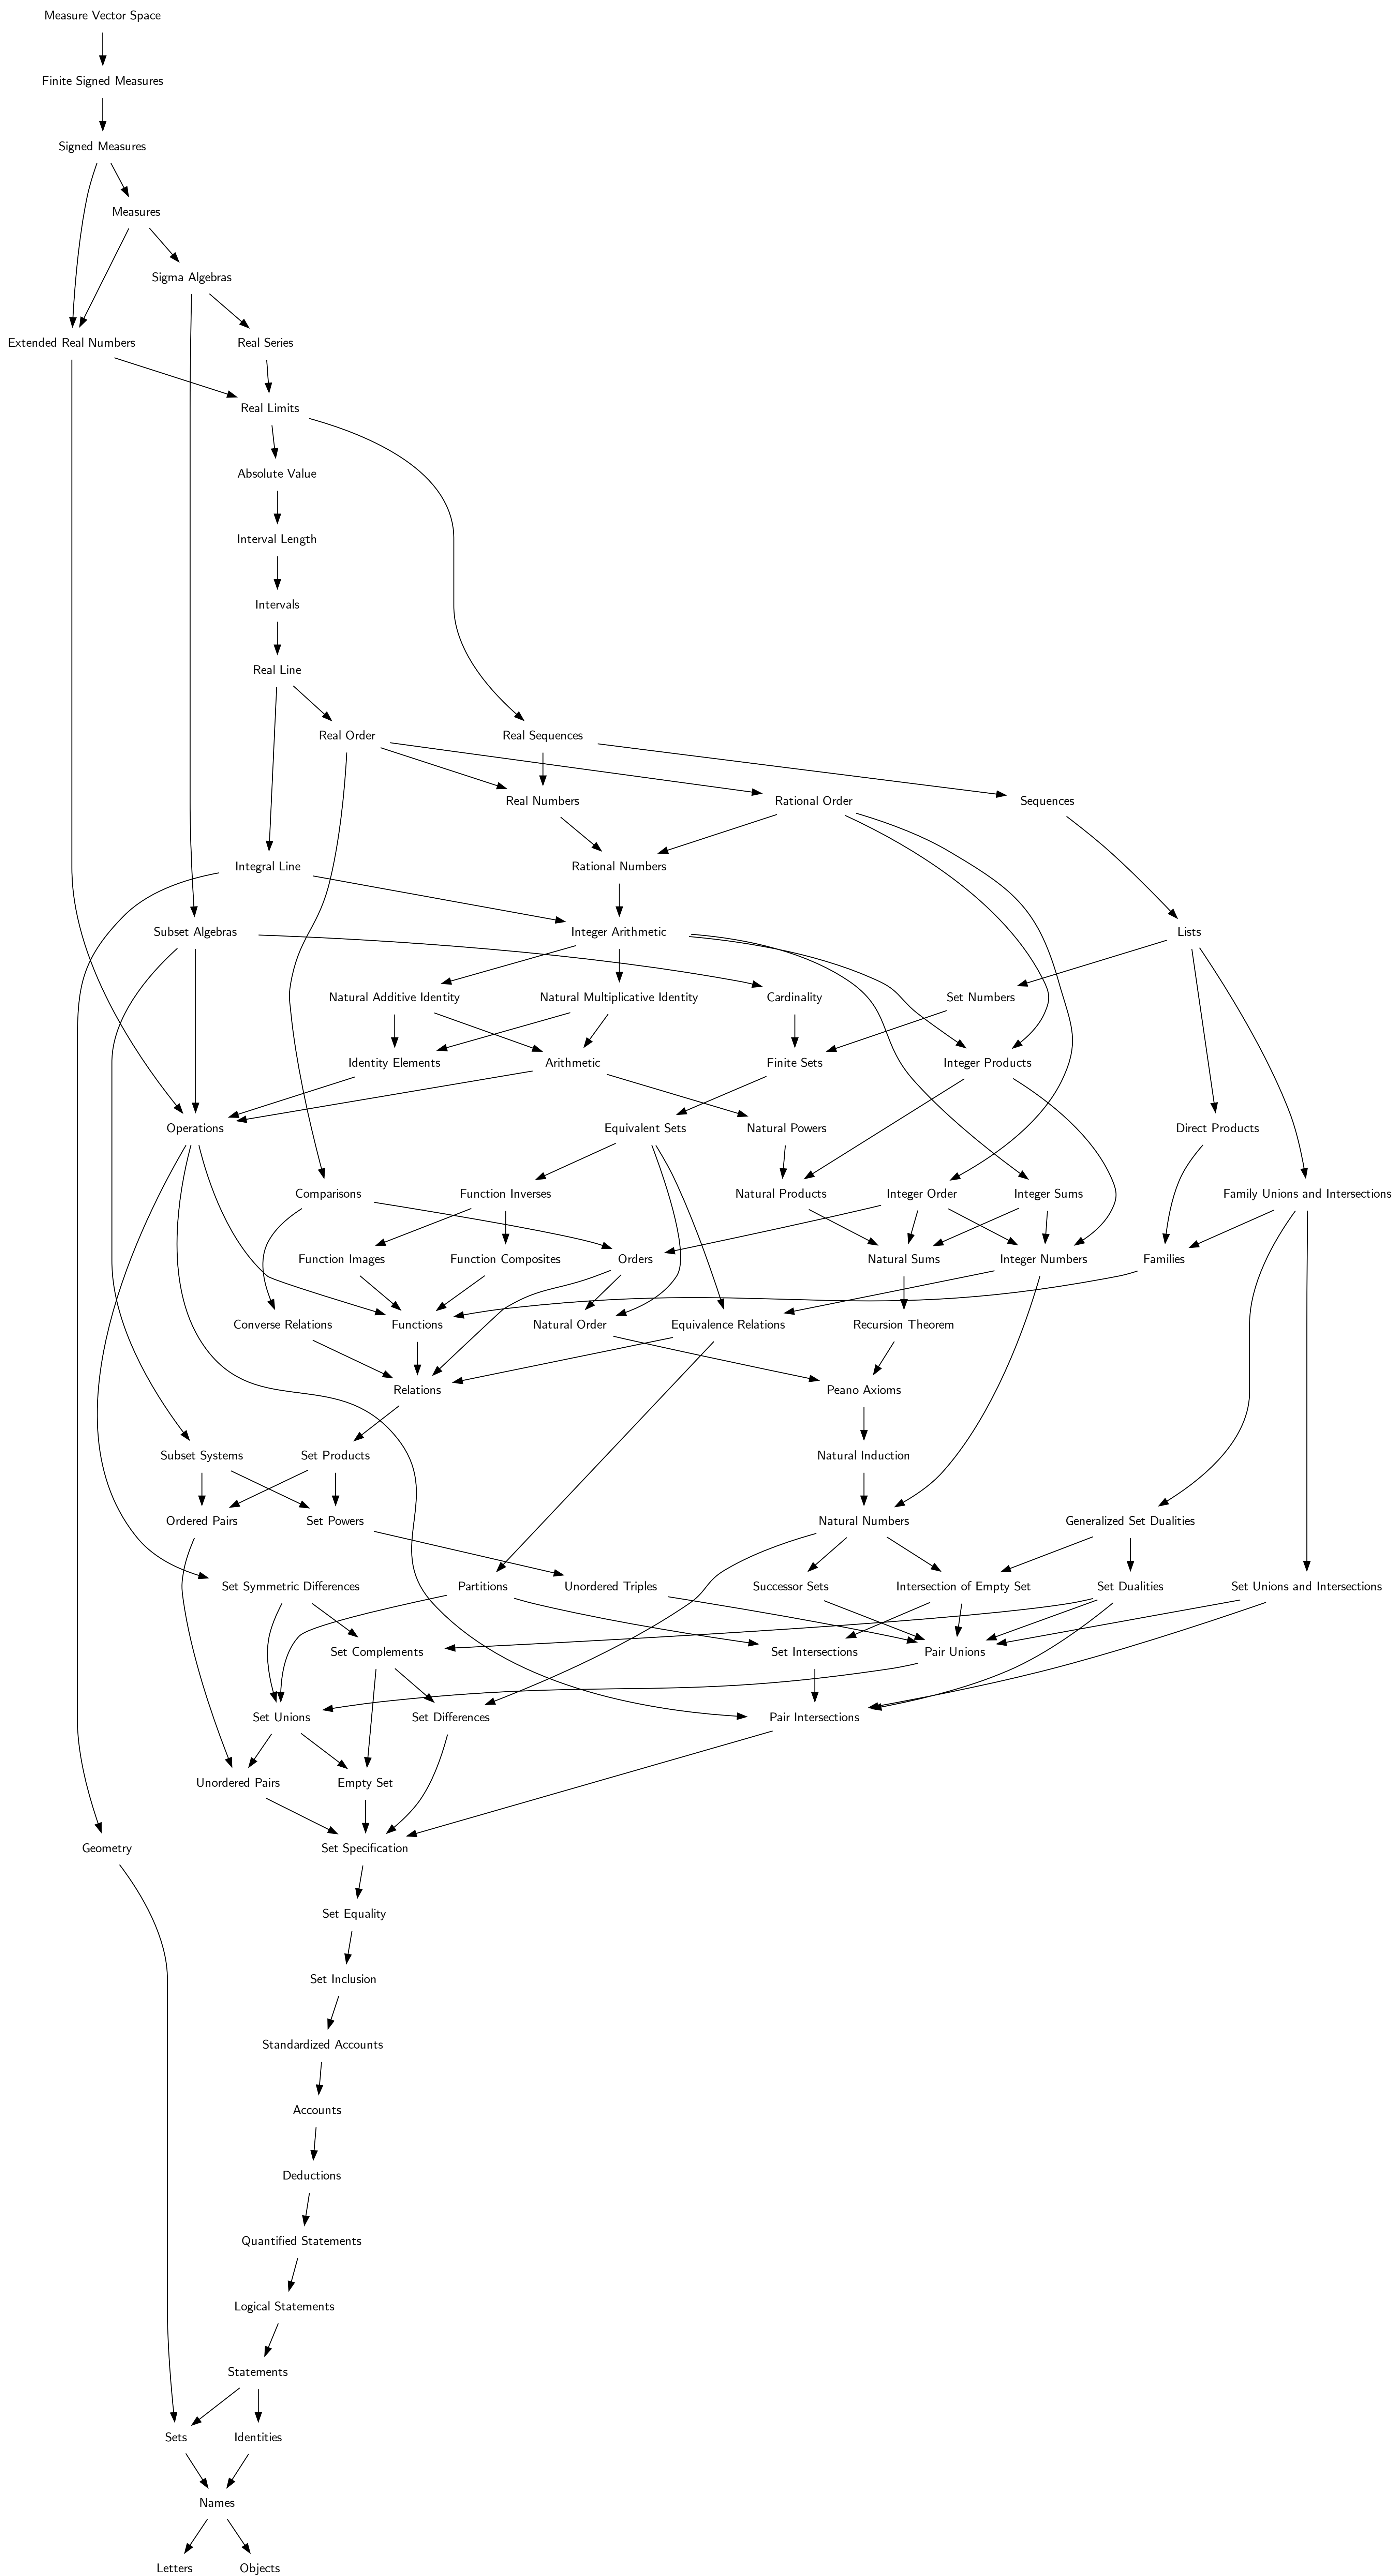 Measure Vector Space
Finite Signed Measures
Signed Measures
Measures
Sigma Algebras
Extended Real Numbers
Real Series
Real Limits
Absolute Value
Interval Length
Intervals
Real Line
Real Order
Real Sequences
Real Numbers
Rational Order
Sequences
Integral Line
Rational Numbers
Subset Algebras
Integer Arithmetic
Lists
Natural Additive Identity
Natural Multiplicative Identity
Cardinality
Set Numbers
Identity Elements
Arithmetic
Finite Sets
Integer Products
Operations
Equivalent Sets
Natural Powers
Direct Products
Comparisons
Function Inverses
Natural Products
Integer Order
Integer Sums
Family Unions and Intersections
Function Images
Function Composites
Orders
Natural Sums
Integer Numbers
Families
Converse Relations
Functions
Natural Order
Equivalence Relations
Recursion Theorem
Relations
Peano Axioms
Subset Systems
Set Products
Natural Induction
Ordered Pairs
Set Powers
Natural Numbers
Generalized Set Dualities
Set Symmetric Differences
Partitions
Unordered Triples
Successor Sets
Intersection of Empty Set
Set Dualities
Set Unions and Intersections
Set Complements
Set Intersections
Pair Unions
Set Unions
Set Differences
Pair Intersections
Unordered Pairs
Empty Set
Geometry
Set Specification
Set Equality
Set Inclusion
Standardized Accounts
Accounts
Deductions
Quantified Statements
Logical Statements
Statements
Sets
Identities
Names
Letters
Objects